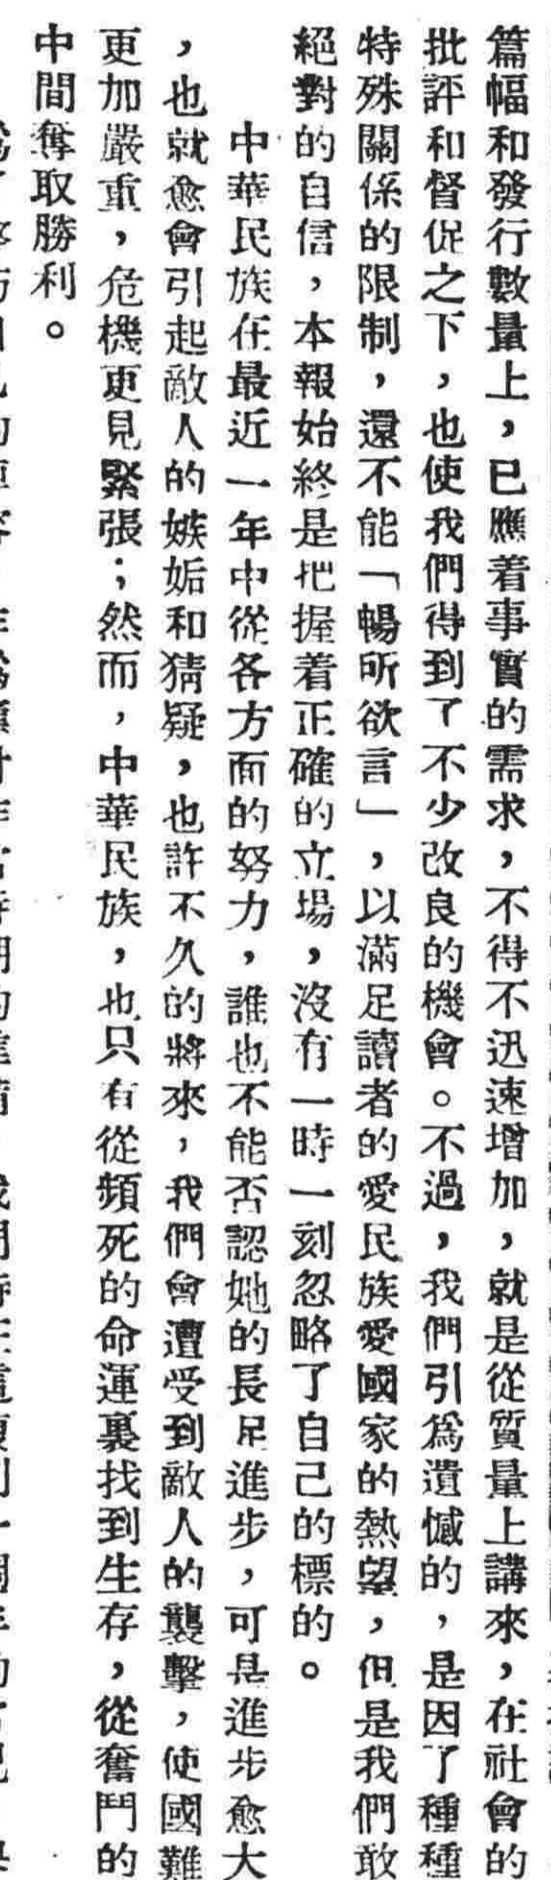 篇幅和發行數量上，已應着事實的需求，不得不迅速增加，就是從質量上講來，在社會的
批評和督促之下，也使我們得到了不少改良的機會。不過，我們引爲遺憾的，是因了種種
特殊關係的限制，還不能「暢所欲言」，以滿足讀者的愛民族愛國家的熱望，但是我們敢
絕對的自信，本報始終是把握着正確的立場，沒有一時一刻忽略了自己的標的。
中華民族在最近一年中從各方面的努力，誰也不能否認她的長足進步，可是進步愈大
，也就愈會引起敵人的嫉妬和猜疑，也許不久的將來，我們會遭受到敵人的襲擊，使國難
更加嚴重，危機更見緊張；然而，中華民族，也只有從頻死的命運裏找到生存，從奮鬥的
中間奪取勝利。